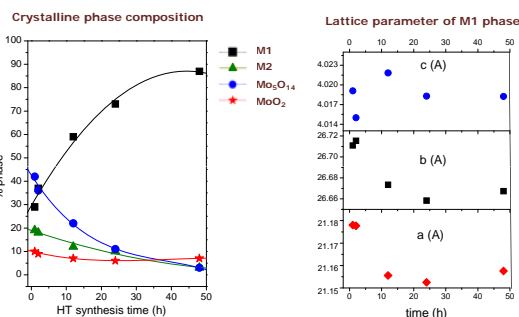 Crystalline phase composition
100
90
80
70
60
50
40
30
20
10
0
% phase
0 10 20 30 40 50
HT synthesis time (h)
M1
M2
Mo5O14
MoO2
Lattice parameter of M1 phase
0 10 20 30 40 50
4.023
4.020
4.017
4.014
c (A)
26.72
26.70
26.68
26.66
b (A)
21.18
21.17
21.16
21.15
a (A)
0 10 20 30 40 50
time (h)